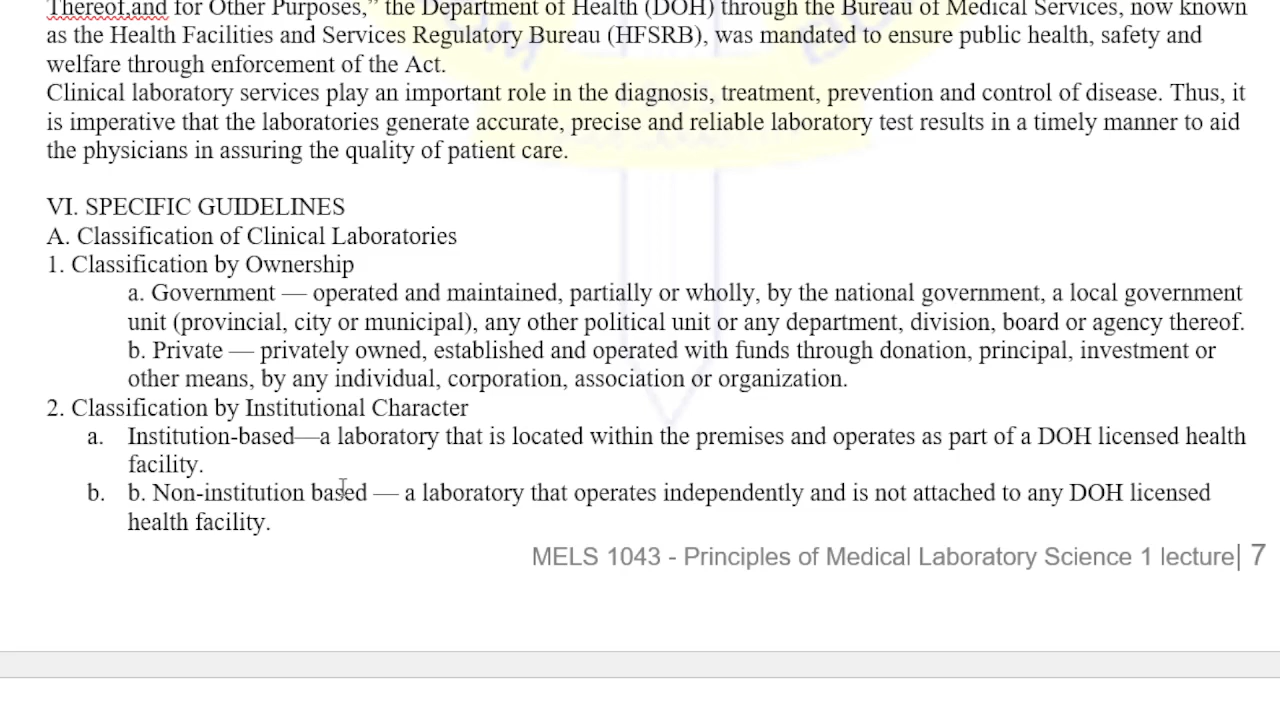 Thereof,and for Other Purposes,” the Department of Health (DOH) through the Bureau of Medical Services, now known
as the Health Facilities and Services Regulatory Bureau (HFSRB), was mandated to ensure public health, safety and
welfare through enforcement of the Act.
Clinical laboratory services play an important role in the diagnosis, treatment, prevention and control of disease. Thus, it
is imperative that the laboratories generate accurate, precise and reliable laboratory test results in a timely manner to aid
the physicians in assuring the quality of patient care.
VI. SPECIFIC GUIDELINES
A. Classification of Clinical Laboratories
1. Classification by Ownership
a. Government — operated and maintained, partially or wholly, by the national government, a local government
unit (provincial, city or municipal), any other political unit or any department, division, board or agency thereof.
b. Private — privately owned, established and operated with funds through donation, principal, investment or
other means, by any individual, corporation, association or organization.
2. Classification by Institutional Character
a. Institution-based—a laboratory that is located within the premises and operates as part of a DOH licensed health
facility.
b. b. Non-institution based — a laboratory that operates independently and is not attached to any DOH licensed
health facility.
MELS 1043 - Principles of Medical Laboratory Science 1 lecture| 7